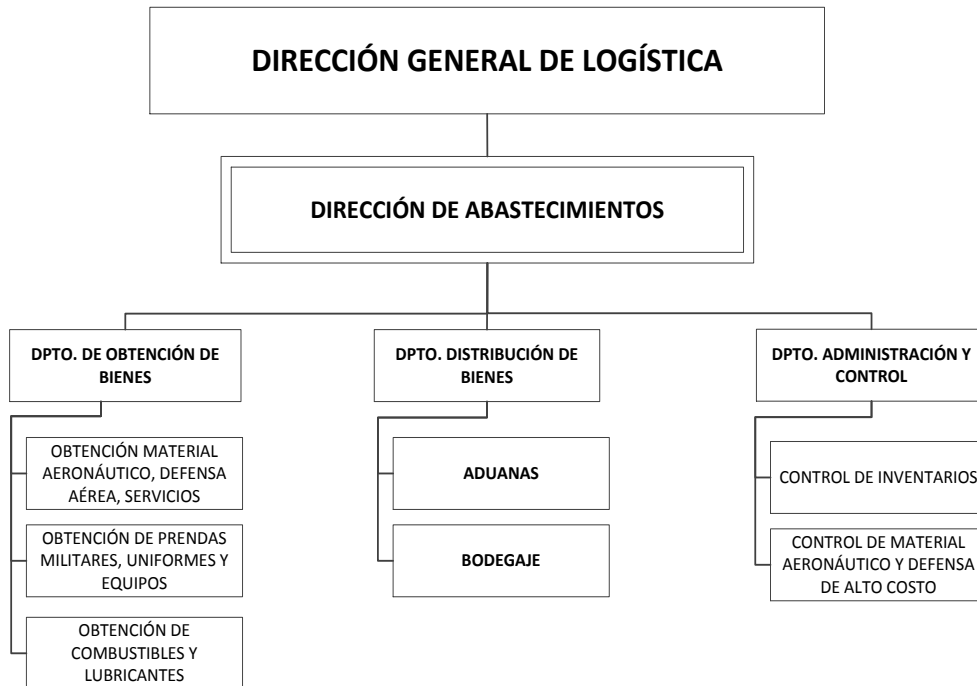 DIRECCIÓN GENERAL DE LOGÍSTICA
DIRECCIÓN DE ABASTECIMIENTOS
DPTO. DE OBTENCIÓN DE
BIENES
OBTENCIÓN MATERIAL
AERONÁUTICO, DEFENSA
AÉREA, SERVICIOS
OBTENCIÓN DE PRENDAS
MILITARES, UNIFORMES Y
EQUIPOS
OBTENCIÓN DE
COMBUSTIBLES Y
LUBRICANTES
DPTO. DISTRIBUCIÓN DE
BIENES
ADUANAS
BODEGAJE
DPTO. ADMINISTRACIÓN Y
CONTROL
CONTROL DE INVENTARIOS
CONTROL DE MATERIAL
AERONÁUTICO Y DEFENSA
DE ALTO COSTO